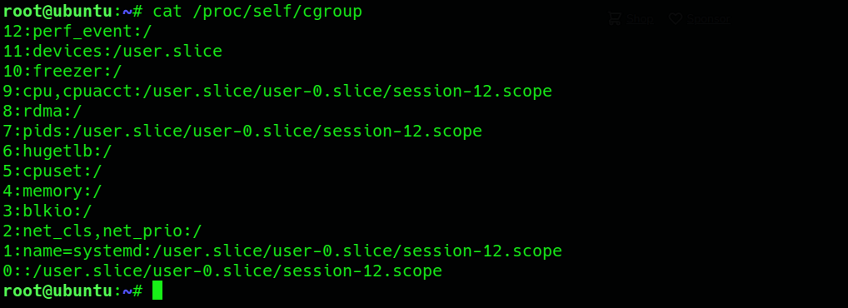 root@ubuntu:~# cat /proc/self/cgroup
12:perf_event:/
11:devices:/user.slice
10:freezer:/
9:cpu,cpuacct:/user.slice/user-0.slice/session-12.scope
8:rdma:/
7:pids:/user.slice/user-0.slice/session-12.scope
6:hugetlb:/
5:cpuset:/
4:memory:/
3:blkio:/
2:net_cls,net_prio:/
1:name=systemd:/user.slice/user-0.slice/session-12.scope
0::/user.slice/user-0.slice/session-12.scope
root@ubuntu:~#